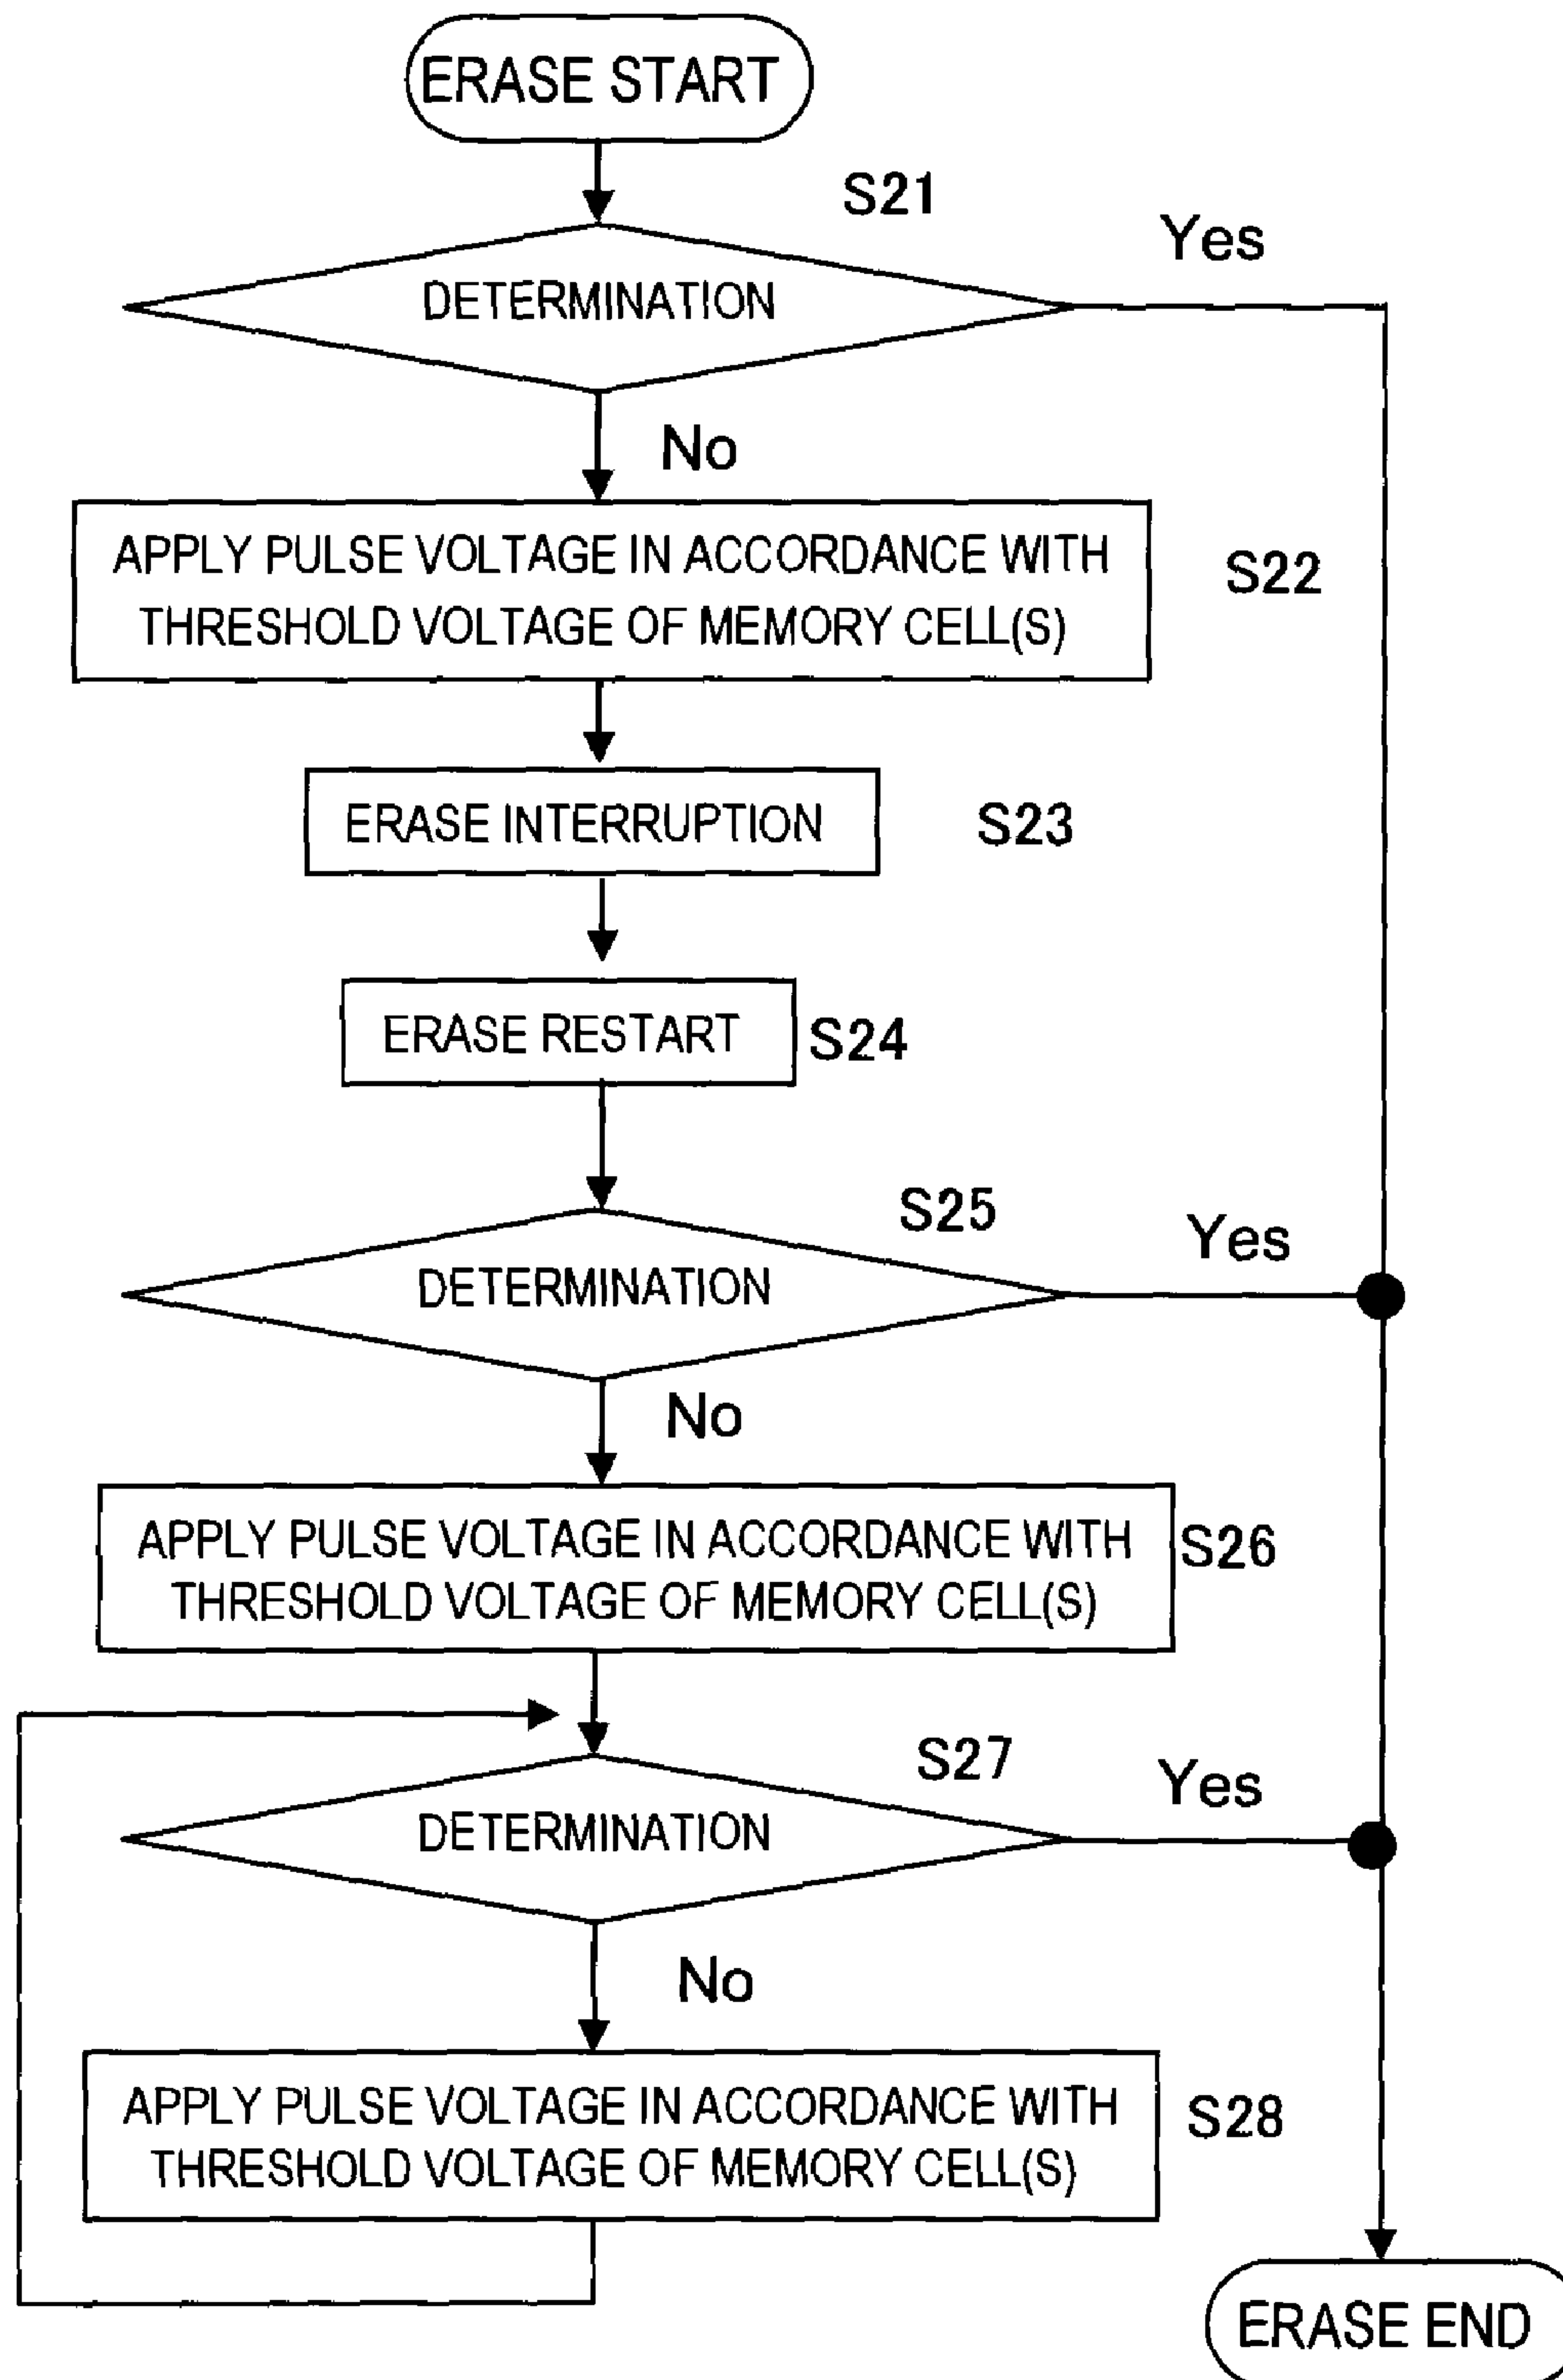 ERASE START
S21
Yes
DETERMINATION
No
APPLY PULSE VOLTAGE IN ACCORDANCE WITH
THRESHOLD VOLTAGE OF MEMORY CELL(S)
S22
ERASE INTERRUPTION
S23
ERASE RESTART
S24
S25
Yes
DETERMINATION
No
APPLY PULSE VOLTAGE IN ACCORDANCE WITH
THRESHOLD VOLTAGE OF MEMORY CELL(S)
S26
S27
Yes
DETERMINATION
No
APPLY PULSE VOLTAGE IN ACCORDANCE WITH
THRESHOLD VOLTAGE OF MEMORY CELL(S)
S28
ERASE END